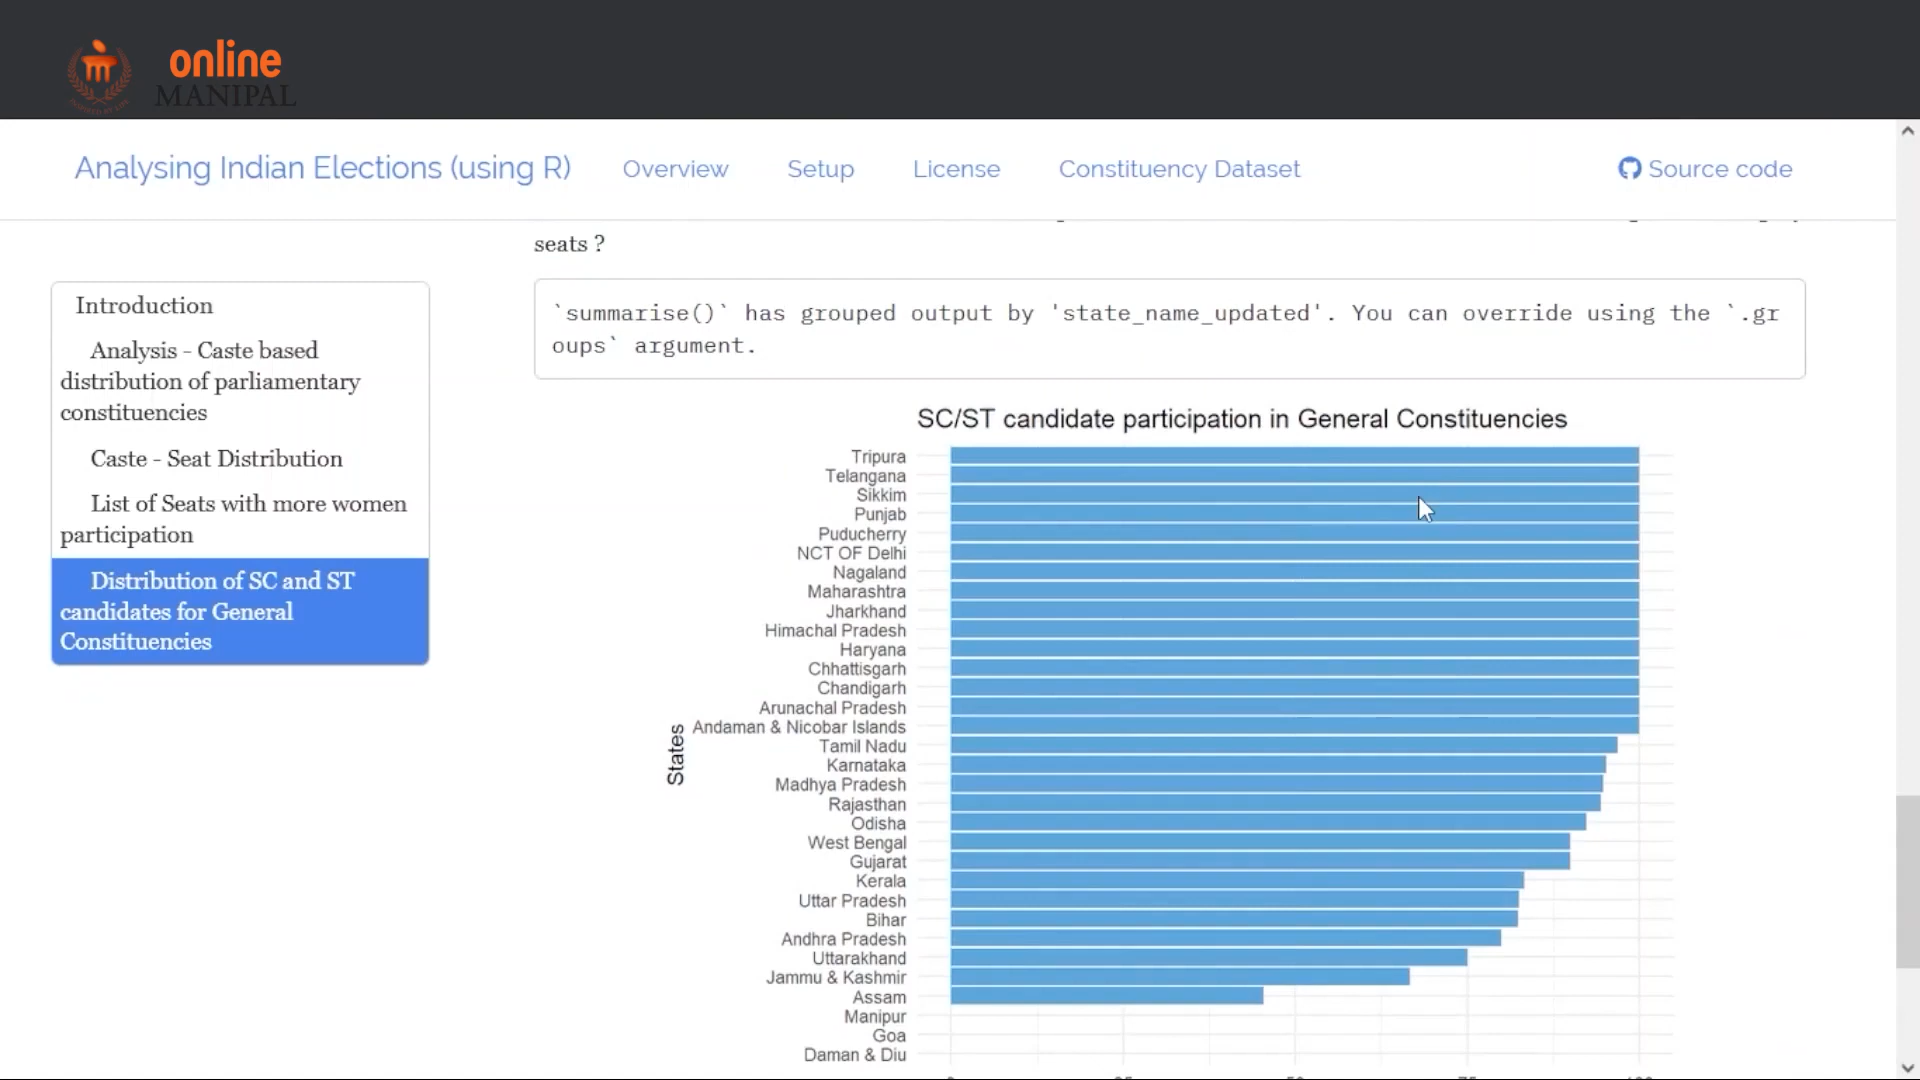 online
MANIPAL
Analysing Indian Elections (using R)
Overview
Setup
License
Constituency Dataset
Source code
seats ?
Introduction
Analysis - Caste based
distribution of parliamentary
constituencies
Caste - Seat Distribution
List of Seats with more women
participation
Distribution of SC and ST
candidates for General
Constituencies
`summarise()` has grouped output by 'state_name_updated'. You can override using the `.gr
oups` argument.
SC/ST candidate participation in General Constituencies
States
Tripura
Telangana
Sikkim
Punjab
Puducherry
NCT OF Delhi
Nagaland
Maharashtra
Jharkhand
Himachal Pradesh
Haryana
Chhattisgarh
Chandigarh
Arunachal Pradesh
Andaman & Nicobar Islands
Tamil Nadu
Karnataka
Madhya Pradesh
Rajasthan
Odisha
West Bengal
Gujarat
Kerala
Uttar Pradesh
Bihar
Andhra Pradesh
Uttarakhand
Jammu & Kashmir
Assam
Manipur
Goa
Daman & Diu